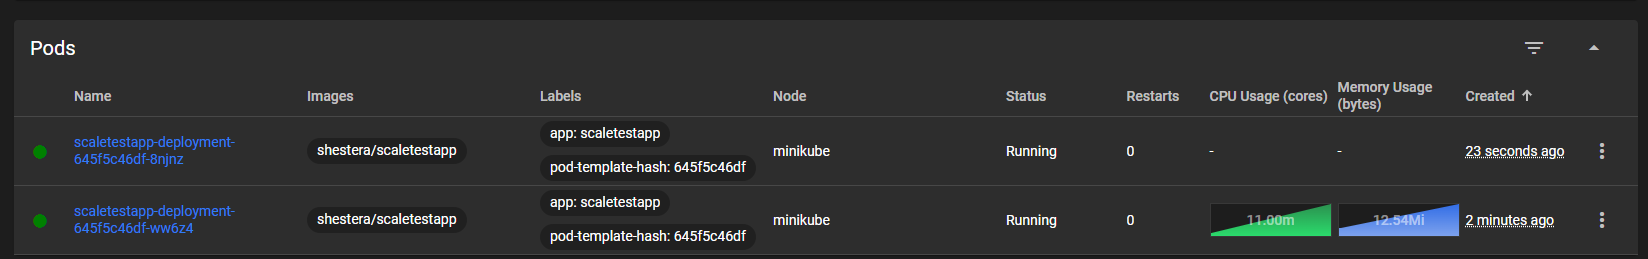 Pods
Name Images Labels Node Status Restarts CPU Usage (cores) Memory Usage (bytes) Created ↑
scaletestapp-deployment-
645f5c46df-8njnz
shestera/scaletestapp
app: scaletestapp
pod-template-hash: 645f5c46df
minikube
Running
0
-
-
23 seconds ago
scaletestapp-deployment-
645f5c46df-ww6z4
shestera/scaletestapp
app: scaletestapp
pod-template-hash: 645f5c46df
minikube
Running
0
11.00m
12.54Mi
2 minutes ago